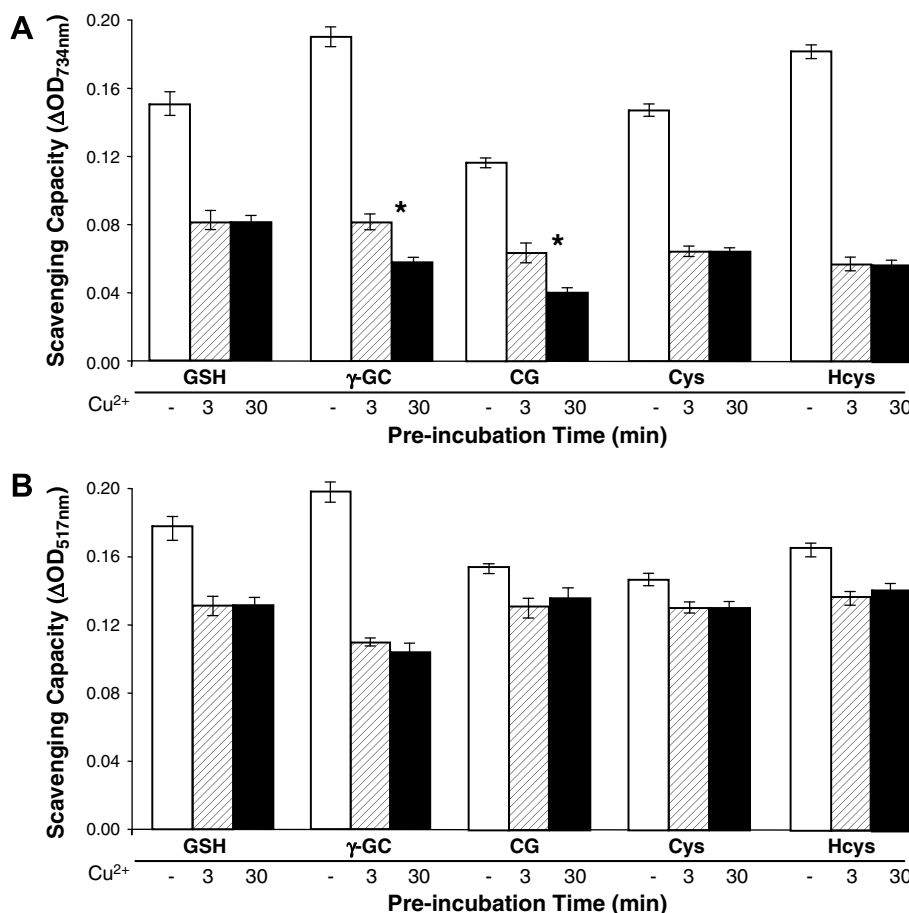 A
Scavenging Capacity (ΔOD734nm)
0.20
0.16
0.12
0.08
0.04
0.00
*
*
GSH γ-GC CG Cys Hcys
Cu²⁺ - 3 30 - 3 30 - 3 30 - 3 30 - 3 30
Pre-incubation Time (min)
B
Scavenging Capacity (ΔOD517nm)
0.20
0.16
0.12
0.08
0.04
0.00
GSH γ-GC CG Cys Hcys
Cu²⁺ - 3 30 - 3 30 - 3 30 - 3 30 - 3 30
Pre-incubation Time (min)